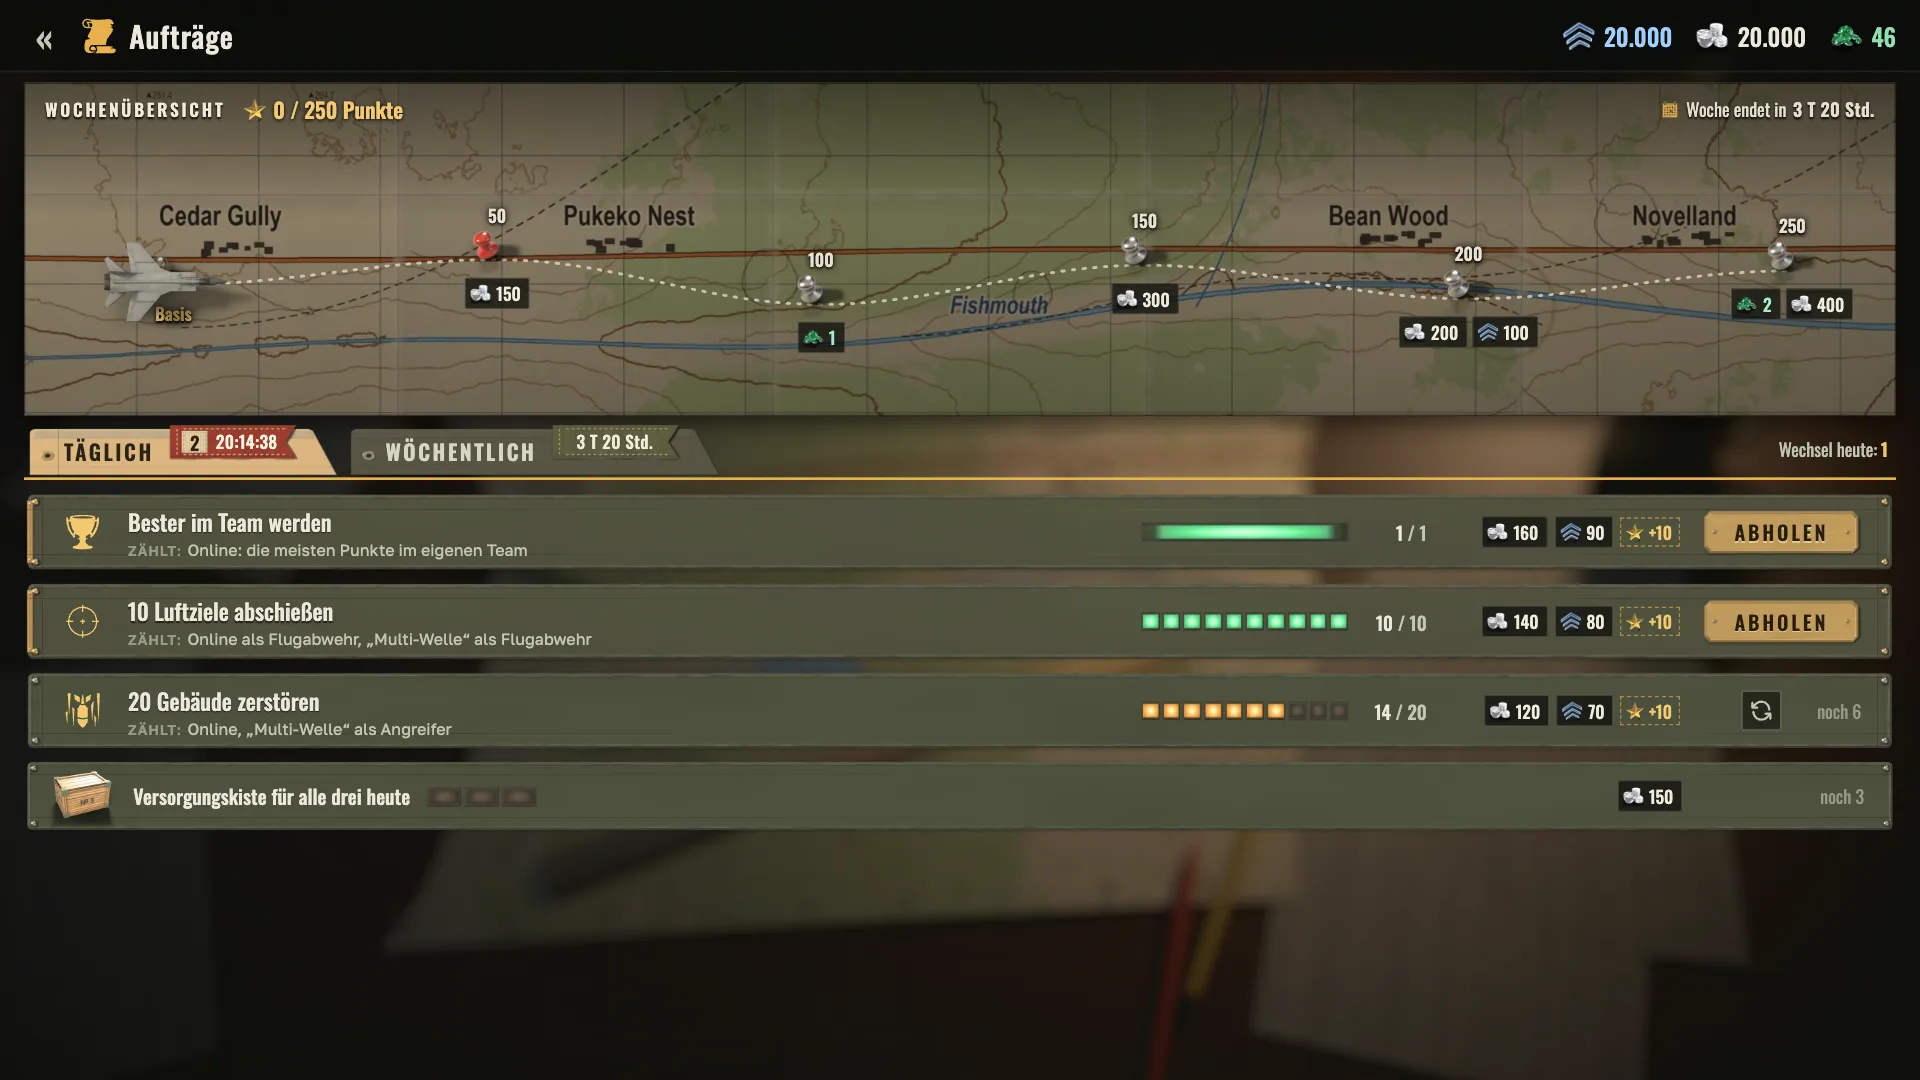 Aufträge
20.000
20.000
46
WOCHENÜBERSICHT
0 / 250 Punkte
Woche endet in 3 T 20 Std.
Cedar Gully
50
Pukeko Nest
150
Bean Wood
Novelland
250
100
200
Basis
150
Fishmouth
300
2
400
1
200
100
TÄGLICH
2
20:14:38
WÖCHENTLICH
3 T 20 Std.
Wechsel heute: 1
Bester im Team werden
ZÄHLT: Online: die meisten Punkte im eigenen Team
1 / 1
160
90
+10
ABHOLEN
10 Luftziele abschießen
ZÄHLT: Online als Flugabwehr, „Multi-Welle“ als Flugabwehr
10 / 10
140
80
+10
ABHOLEN
20 Gebäude zerstören
ZÄHLT: Online, „Multi-Welle“ als Angreifer
14 / 20
120
70
+10
noch 6
Versorgungskiste für alle drei heute
150
noch 3